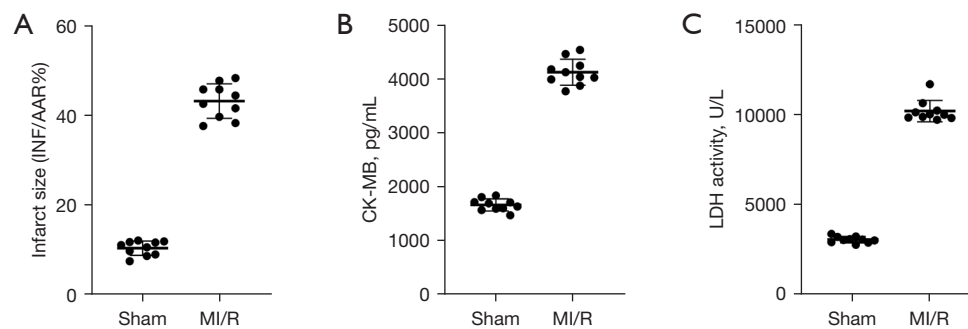 A
Infarct size (INF/AAR%)
60
40
20
0
Sham MI/R
B
CK-MB, pg/mL
5000
4000
3000
2000
1000
0
Sham MI/R
C
LDH activity, U/L
15000
10000
5000
0
Sham MI/R